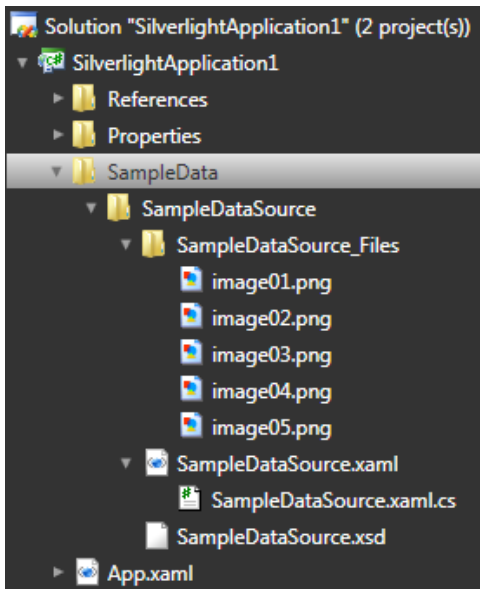 Solution "SilverlightApplication1" (2 project(s))
SilverlightApplication1
References
Properties
SampleData
SampleDataSource
SampleDataSource_Files
image01.png
image02.png
image03.png
image04.png
image05.png
SampleDataSource.xaml
SampleDataSource.xaml.cs
SampleDataSource.xsd
App.xaml